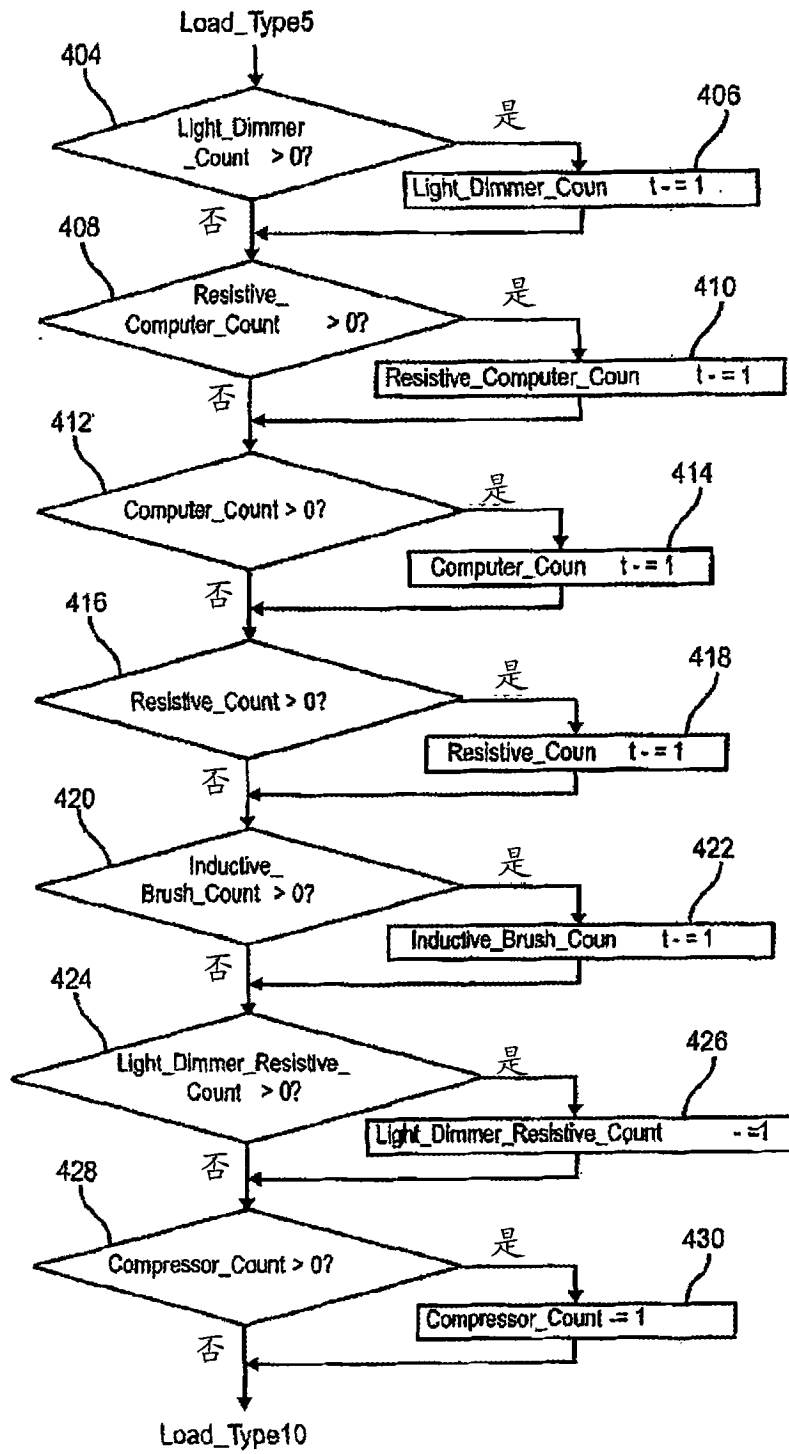 Load_Type5
404
Light_Dimmer
_Count > 0?
是
406
Light_Dimmer_Coun t - = 1
否
408
Resistive_
Computer_Count > 0?
是
410
Resistive_Computer_Coun t - = 1
否
412
Computer_Count > 0?
是
414
Computer_Coun t - = 1
否
416
Resistive_Count > 0?
是
418
Resistive_Coun t - = 1
否
420
Inductive_
Brush_Count > 0?
是
422
Inductive_Brush_Coun t - = 1
否
424
Light_Dimmer_Resistive_
Count > 0?
是
426
Light_Dimmer_Resistive_Count - =1
否
428
Compressor_Count > 0?
是
430
Compressor_Count -= 1
否
Load_Type10